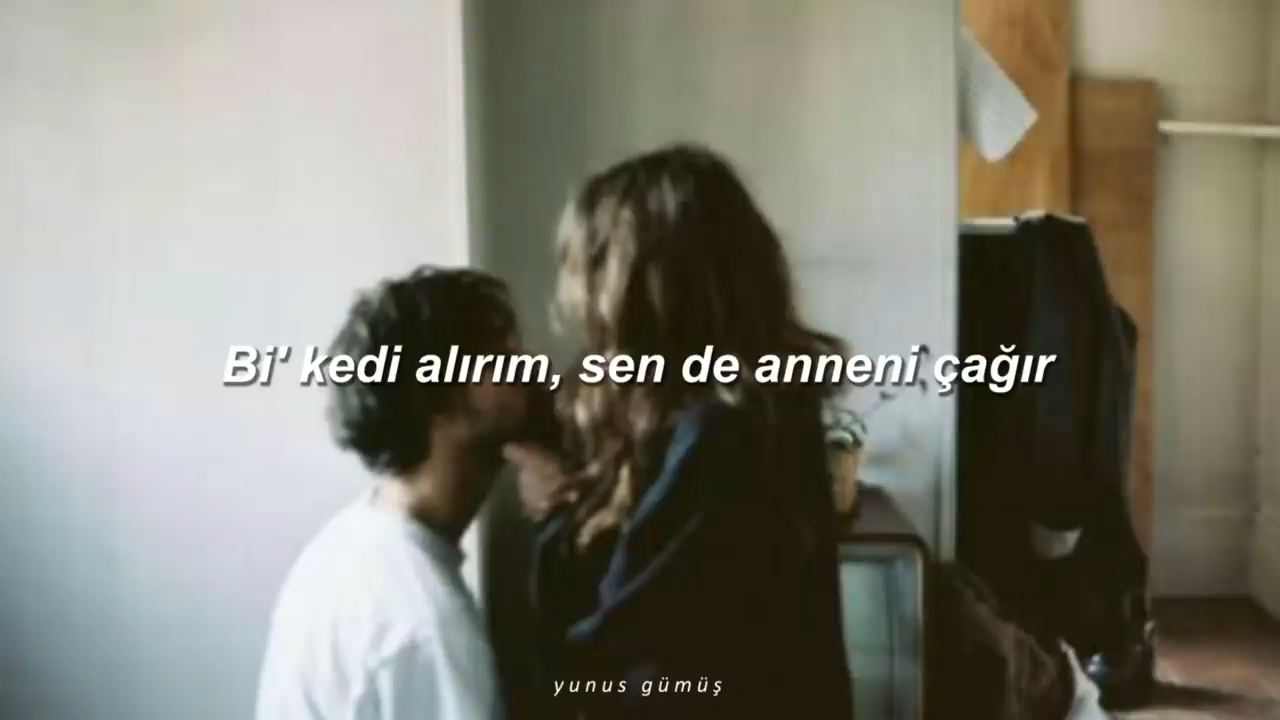 Bi' kedi alırım, sen de anneni çağır
yunus gümüş